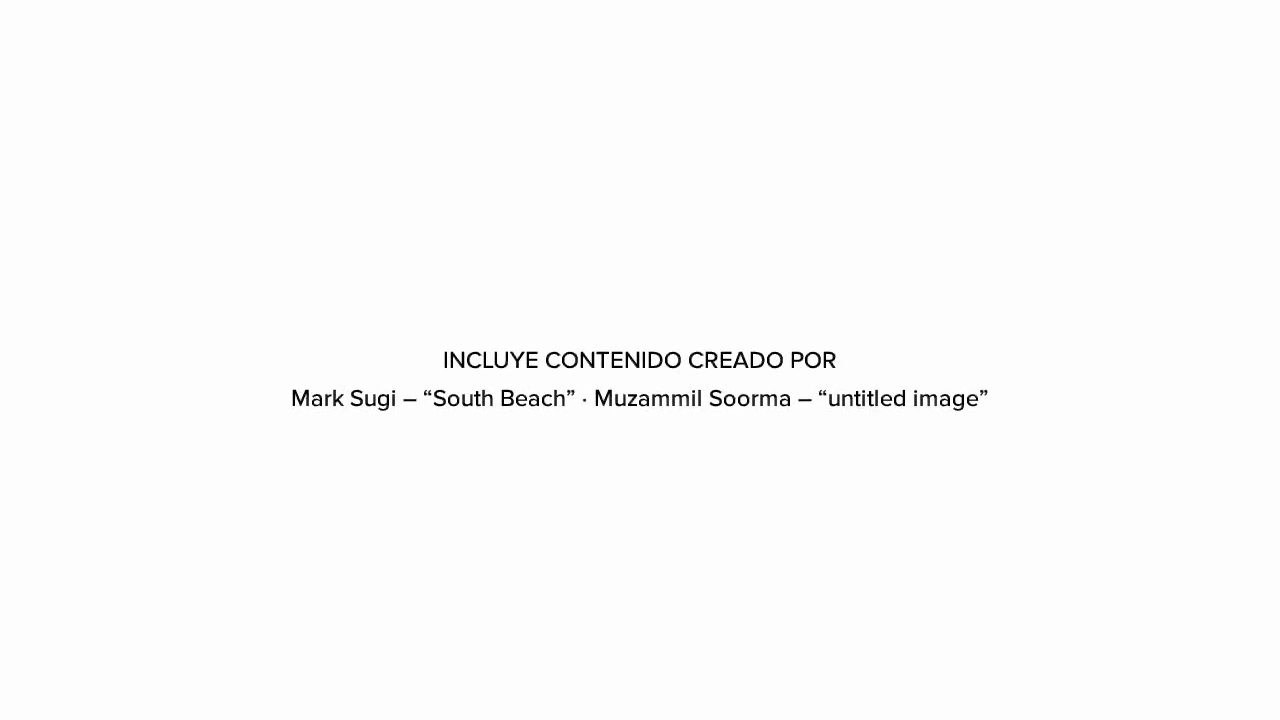 INCLUYE CONTENIDO CREADO POR
Mark Sugi – “South Beach” · Muzammil Soorma – “untitled image”